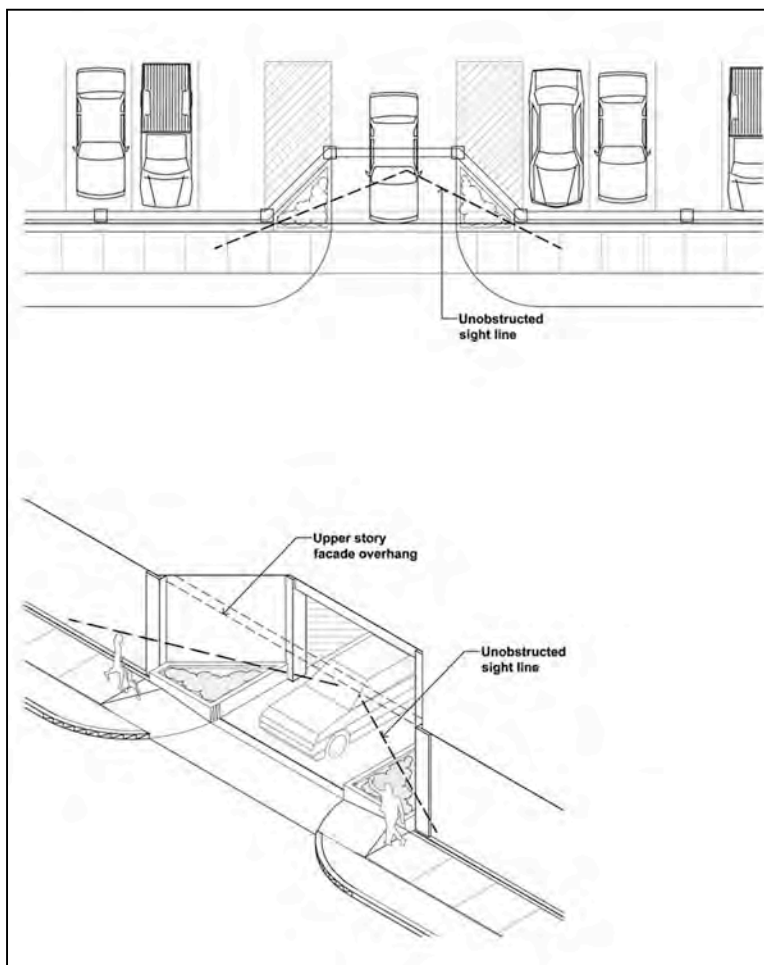 Unobstructed
sight line
Upper story
facade overhang
Unobstructed
sight line